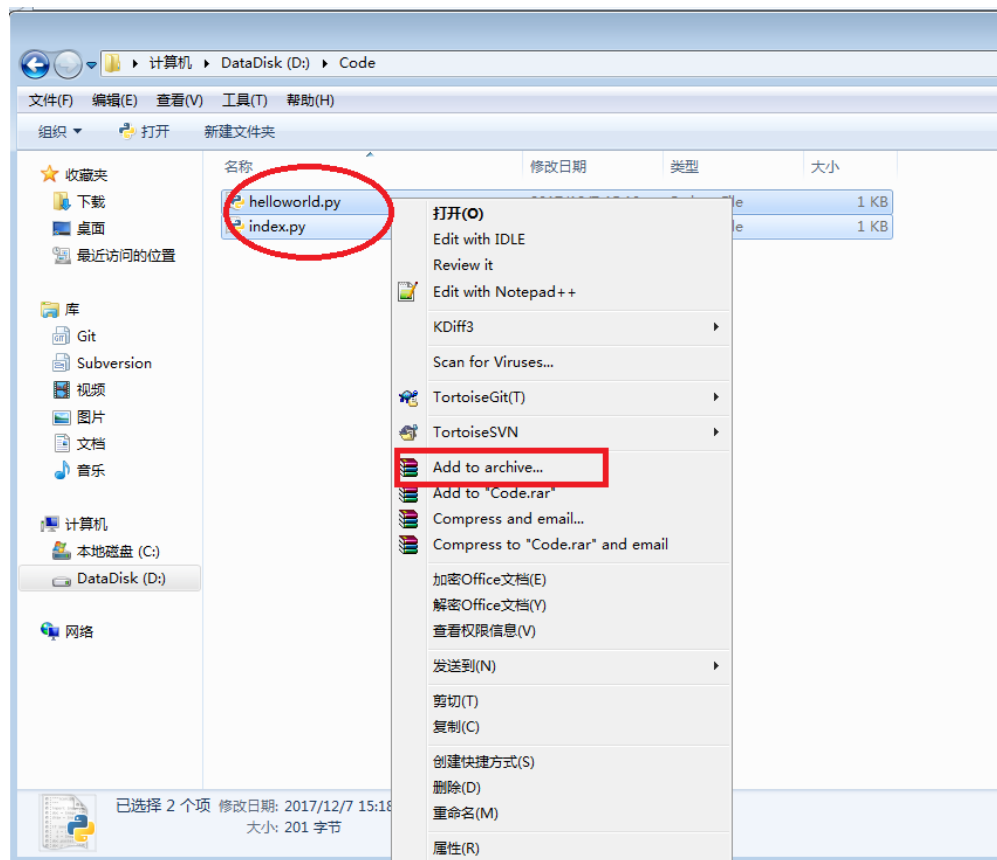 计算机 DataDisk (D:) Code
文件(F) 编辑(E) 查看(V) 工具(T) 帮助(H)
组织 打开 新建文件夹
收藏夹
下载
桌面
最近访问的位置
库
Git
Subversion
视频
图片
文档
音乐
计算机
本地磁盘 (C:)
DataDisk (D:)
网络
名称 修改日期 类型 大小
helloworld.py 1 KB
index.py 1 KB
打开(O)
Edit with IDLE
Review it
Edit with Notepad++
KDiff3
Scan for Viruses...
TortoiseGit(T)
TortoiseSVN
Add to archive...
Add to "Code.rar"
Compress and email...
Compress to "Code.rar" and email
加密Office文档(E)
解密Office文档(Y)
查看权限信息(V)
发送到(N)
剪切(T)
复制(C)
创建快捷方式(S)
删除(D)
重命名(M)
属性(R)
已选择 2 个项 修改日期: 2017/12/7 15:18
大小: 201 字节